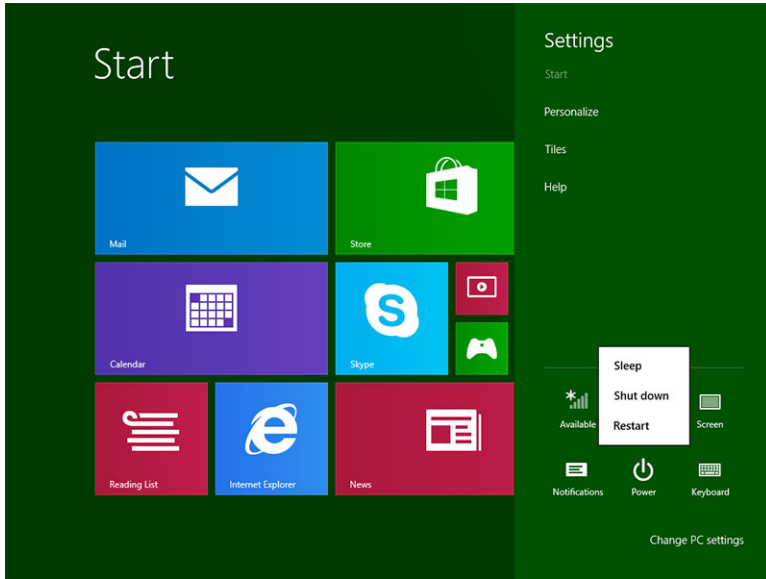 Start
Mail
Store
Calendar
Skype
Reading List
Internet Explorer
News
Settings
Start
Personalize
Tiles
Help
Sleep
Shut down
Restart
Available
Screen
Notifications
Power
Keyboard
Change PC settings